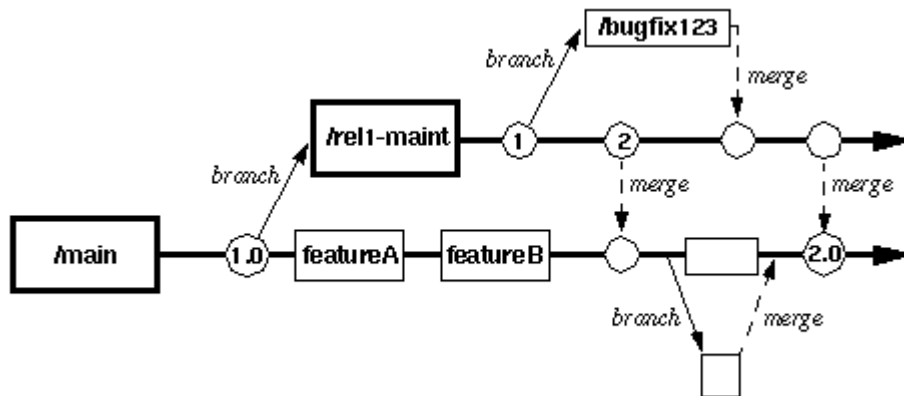 /bugfix123
branch
merge
/rel1-maint
1
2
branch
merge
merge
/main
1.0
featureA
featureB
2.0
branch
merge